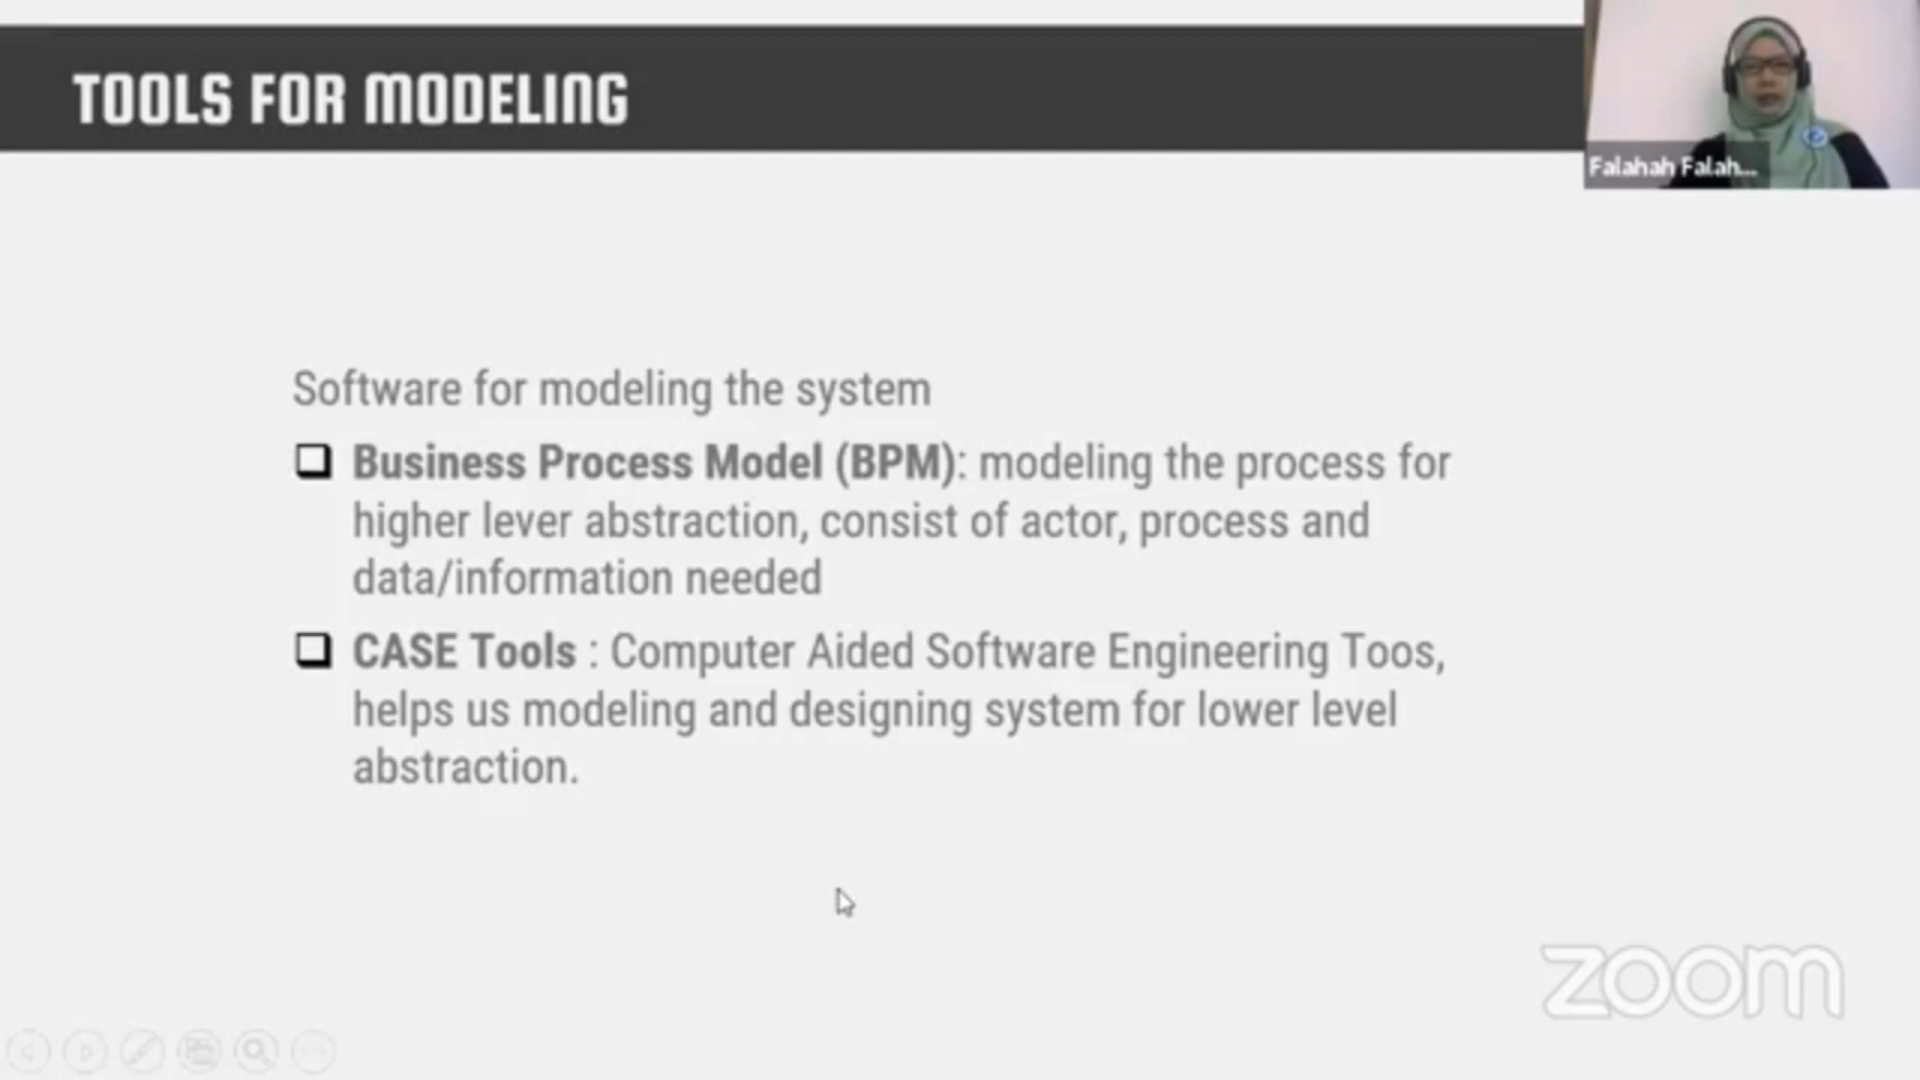 TOOLS FOR MODELING
Falahah Falah...
Software for modeling the system
Business Process Model (BPM): modeling the process for
higher lever abstraction, consist of actor, process and
data/information needed
CASE Tools : Computer Aided Software Engineering Toos,
helps us modeling and designing system for lower level
abstraction.
zoom